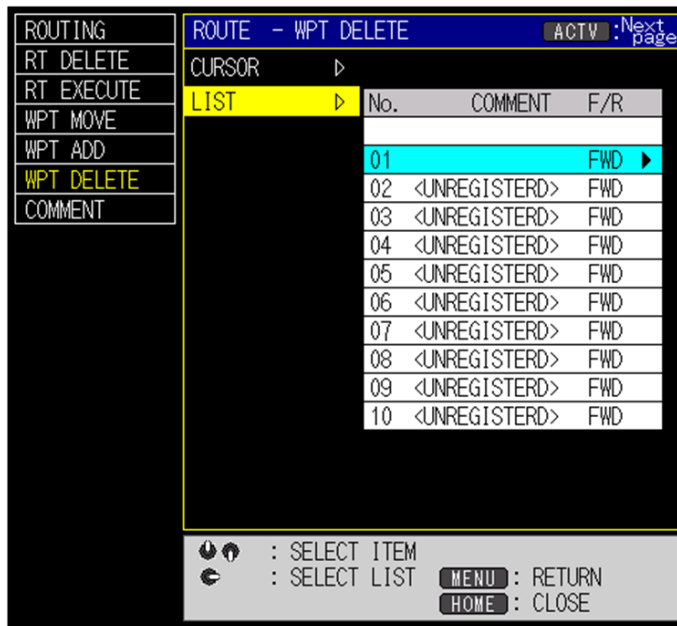 ROUTING
RT DELETE
RT EXECUTE
WPT MOVE
WPT ADD
WPT DELETE
COMMENT
ROUTE - WPT DELETE ACTV :Next page
CURSOR
LIST
No. COMMENT F/R
01 FWD
02 <UNREGISTERD> FWD
03 <UNREGISTERD> FWD
04 <UNREGISTERD> FWD
05 <UNREGISTERD> FWD
06 <UNREGISTERD> FWD
07 <UNREGISTERD> FWD
08 <UNREGISTERD> FWD
09 <UNREGISTERD> FWD
10 <UNREGISTERD> FWD
: SELECT ITEM
: SELECT LIST MENU : RETURN
HOME : CLOSE